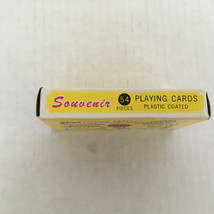 Souvenir 54 PLAYING CARDS
PIECES PLASTIC COATED